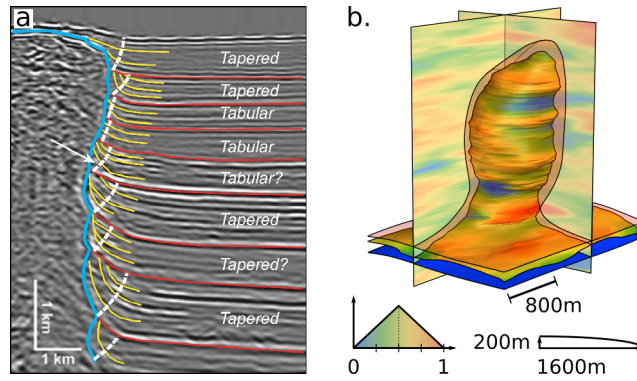 a
Tapered
Tapered
Tabular
Tabular
Tabular?
Tapered
Tapered?
Tapered
1 km
1 km
b.
800m
0
1
200m
1600m